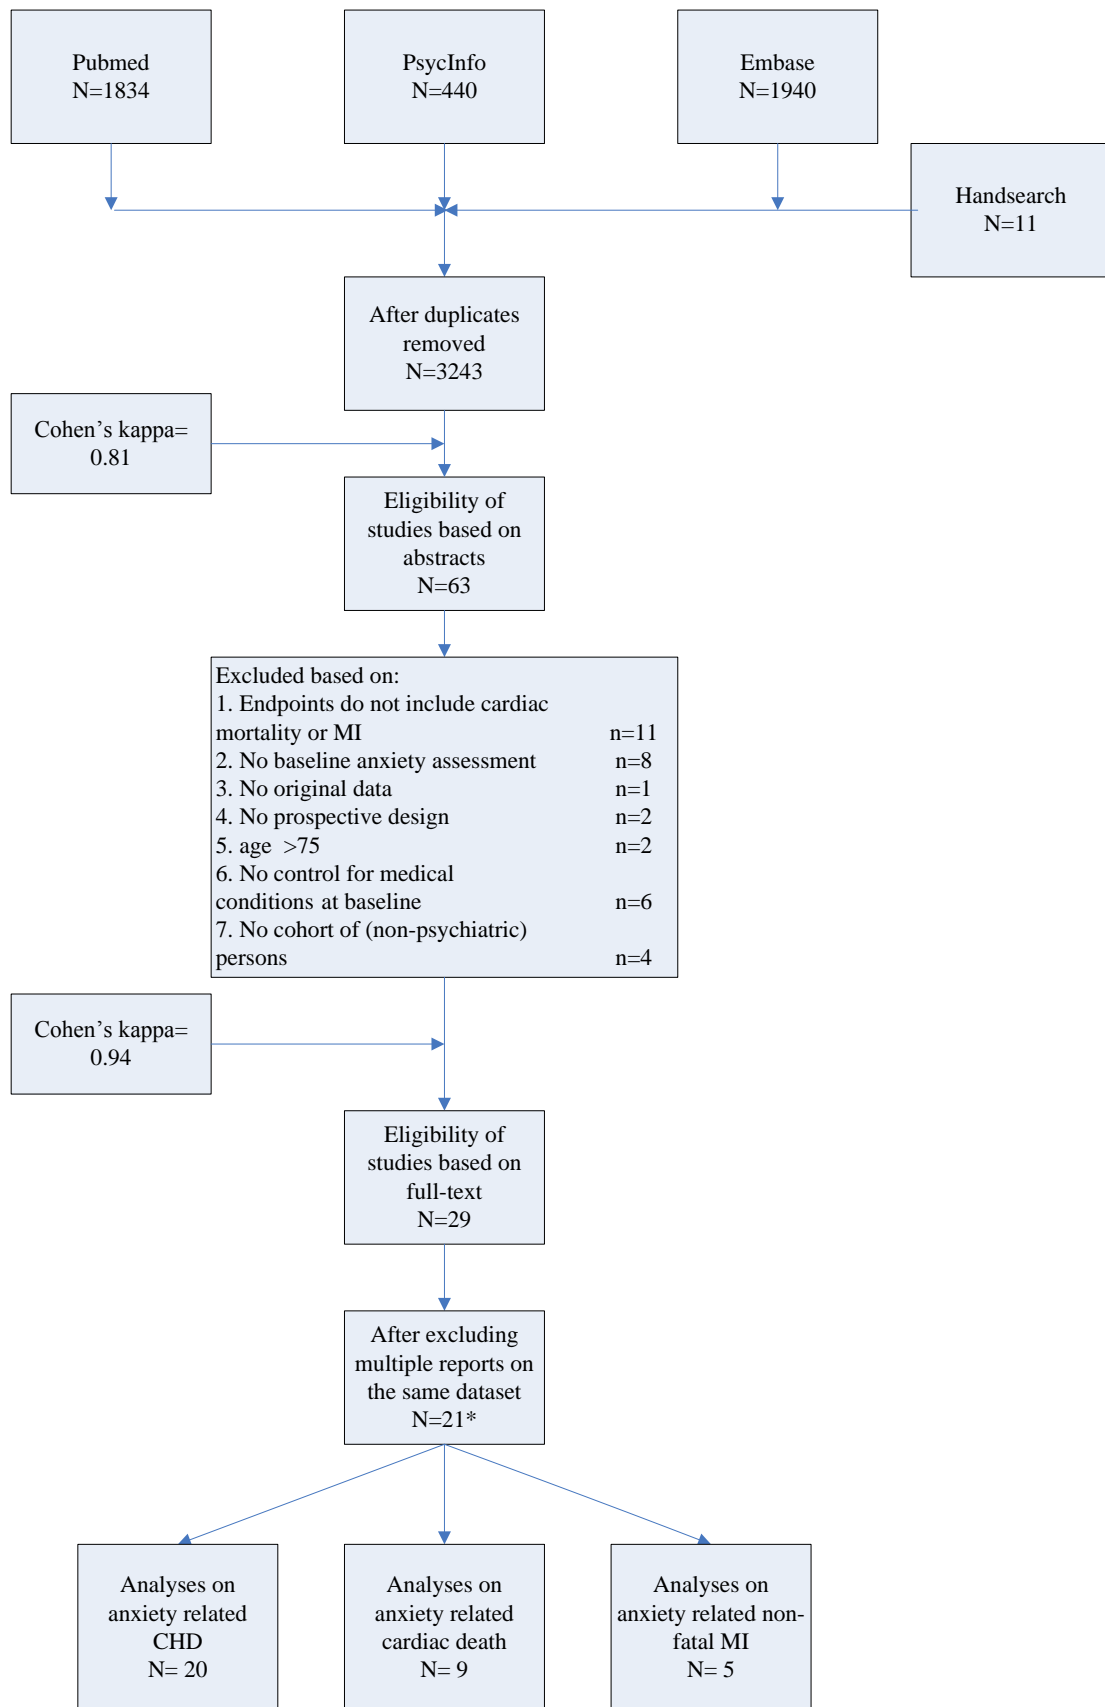 Pubmed
N=1834
PsycInfo
N=440
Embase
N=1940
Handsearch
N=11
After duplicates
removed
N=3243
Cohen’s kappa=
0.81
Eligibility of
studies based on
abstracts
N=63
Excluded based on:
1. Endpoints do not include cardiac
mortality or MI n=11
2. No baseline anxiety assessment n=8
3. No original data n=1
4. No prospective design n=2
5. age >75 n=2
6. No control for medical
conditions at baseline n=6
7. No cohort of (non-psychiatric)
persons n=4
Cohen’s kappa=
0.94
Eligibility of
studies based on
full-text
N=29
After excluding
multiple reports on
the same dataset
N=21*
Analyses on
anxiety related
CHD
N= 20
Analyses on
anxiety related
cardiac death
N= 9
Analyses on
anxiety related non-
fatal MI
N= 5